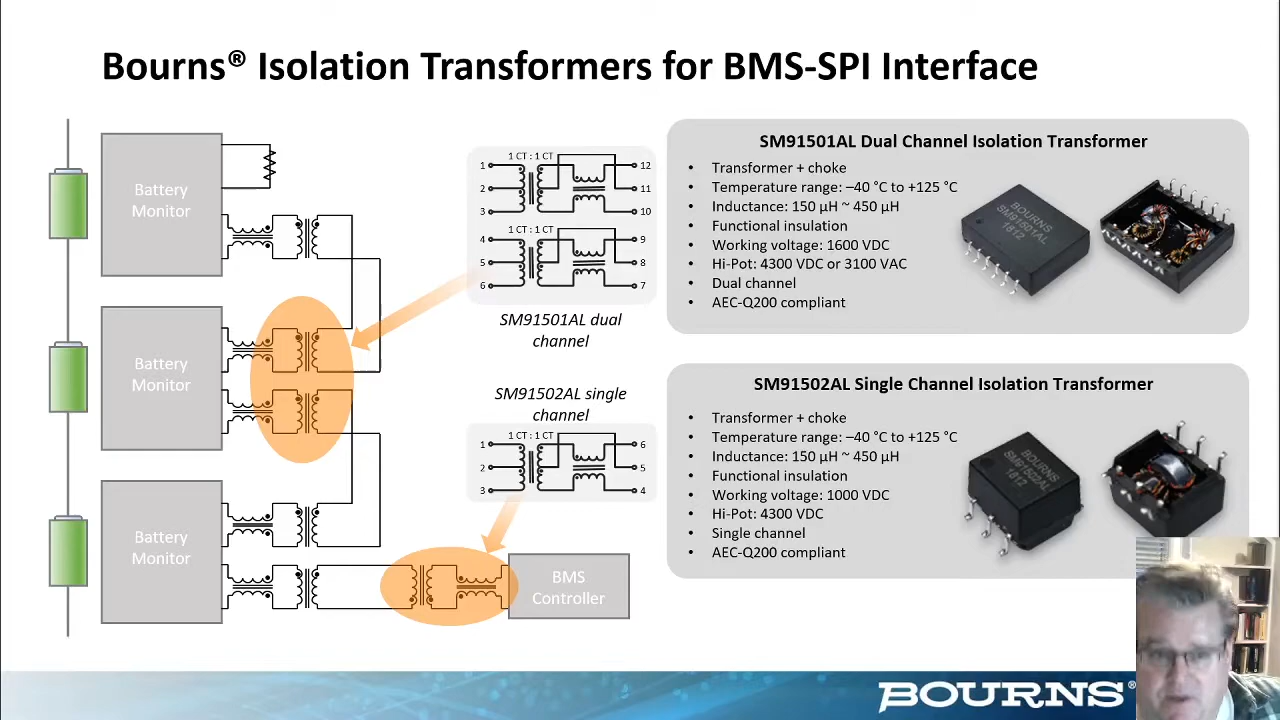 Bourns® Isolation Transformers for BMS-SPI Interface
Battery
Monitor
Battery
Monitor
Battery
Monitor
1 CT : 1 CT
1
2
3
12
11
10
1 CT : 1 CT
4
5
6
9
8
7
SM91501AL dual
channel
SM91502AL single
channel
1 CT : 1 CT
1
2
3
6
5
4
BMS
Controller
SM91501AL Dual Channel Isolation Transformer
• Transformer + choke
• Temperature range: –40 °C to +125 °C
• Inductance: 150 µH ~ 450 µH
• Functional insulation
• Working voltage: 1600 VDC
• Hi-Pot: 4300 VDC or 3100 VAC
• Dual channel
• AEC-Q200 compliant
BOURNS
SM91501AL
1812
SM91502AL Single Channel Isolation Transformer
• Transformer + choke
• Temperature range: –40 °C to +125 °C
• Inductance: 150 µH ~ 450 µH
• Functional insulation
• Working voltage: 1000 VDC
• Hi-Pot: 4300 VDC
• Single channel
• AEC-Q200 compliant
BOURNS
SM91502AL
1812
BOURNS®